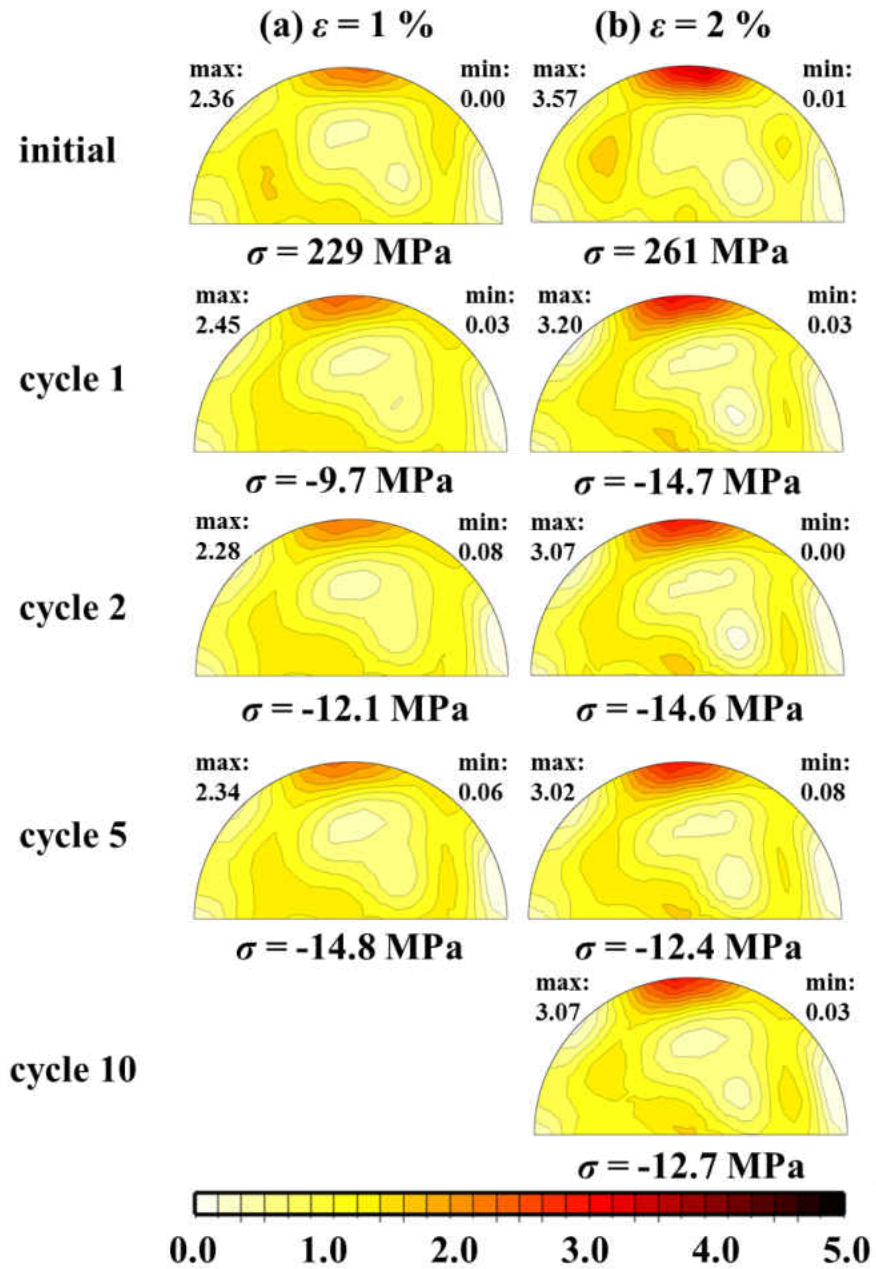 (a) ε = 1 % (b) ε = 2 %
max: min: max: min:
2.36 0.00 3.57 0.01
initial
σ = 229 MPa σ = 261 MPa
max: min: max: min:
2.45 0.03 3.20 0.03
cycle 1
σ = -9.7 MPa σ = -14.7 MPa
max: min: max: min:
2.28 0.08 3.07 0.00
cycle 2
σ = -12.1 MPa σ = -14.6 MPa
max: min: max: min:
2.34 0.06 3.02 0.08
cycle 5
σ = -14.8 MPa σ = -12.4 MPa
max: min:
3.07 0.03
cycle 10
σ = -12.7 MPa
0.0 1.0 2.0 3.0 4.0 5.0